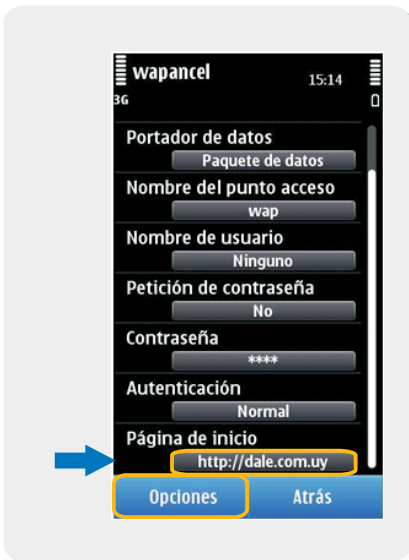 wapancel
15:14
3G
Portador de datos
Paquete de datos
Nombre del punto acceso
wap
Nombre de usuario
Ninguno
Petición de contraseña
No
Contraseña
****
Autenticación
Normal
Página de inicio
http://dale.com.uy
Opciones Atrás